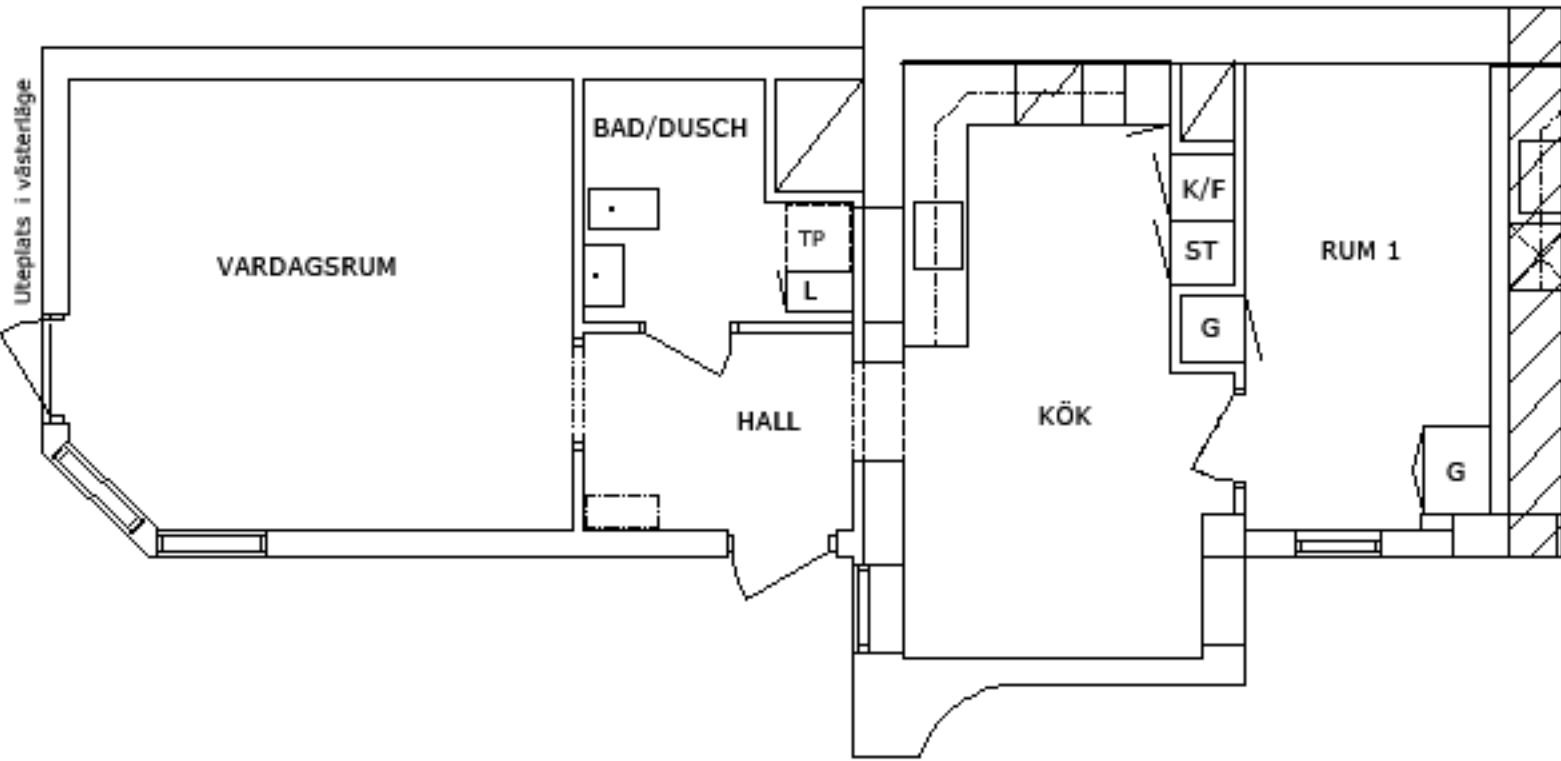 Uteplats i västerläge
VARDAGSRUM
BAD/DUSCH
TP
L
HALL
KÖK
K/F
ST
G
RUM 1
G